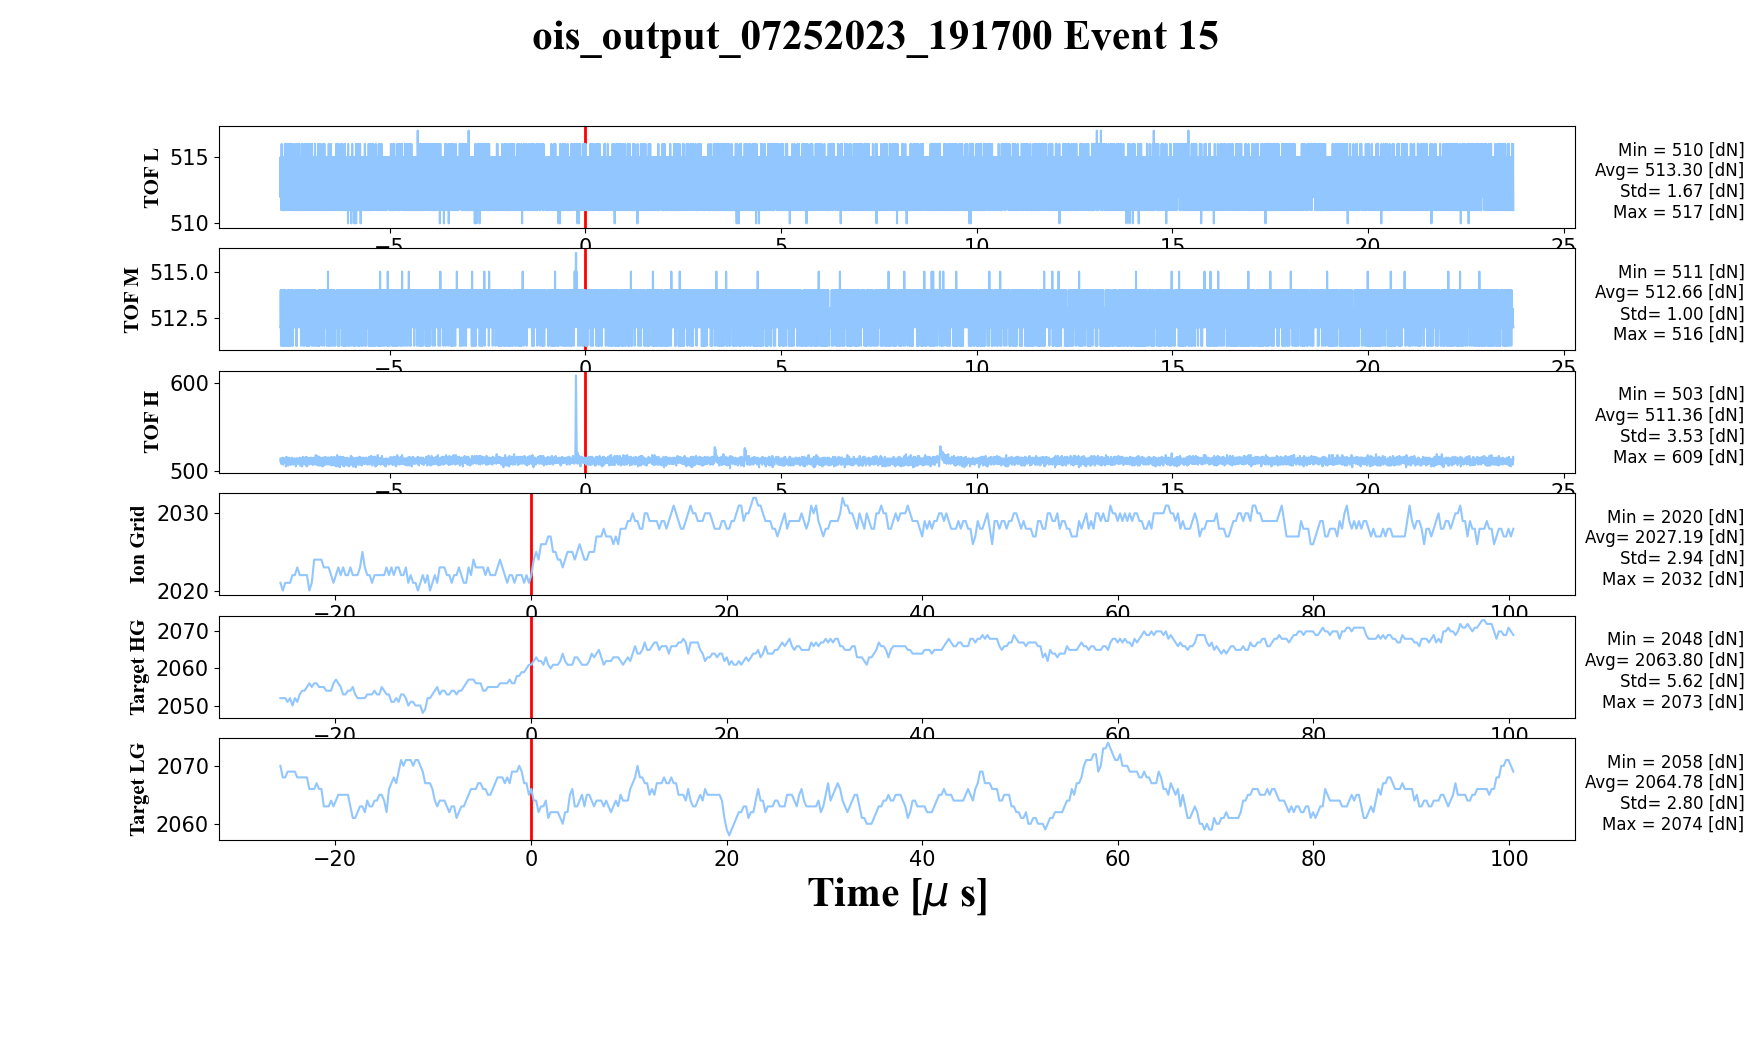 ois_output_07252023_191700 Event 15
TOF L
515
510
Min = 510 [dN]
Avg= 513.30 [dN]
Std= 1.67 [dN]
Max = 517 [dN]
−5 0 5 10 15 20 25
TOF M
515.0
512.5
Min = 511 [dN]
Avg= 512.66 [dN]
Std= 1.00 [dN]
Max = 516 [dN]
−5 0 5 10 15 20 25
TOF H
600
500
Min = 503 [dN]
Avg= 511.36 [dN]
Std= 3.53 [dN]
Max = 609 [dN]
−5 0 5 10 15 20 25
Ion Grid
2030
2020
Min = 2020 [dN]
Avg= 2027.19 [dN]
Std= 2.94 [dN]
Max = 2032 [dN]
−20 0 20 40 60 80 100
Target HG
2070
2060
2050
Min = 2048 [dN]
Avg= 2063.80 [dN]
Std= 5.62 [dN]
Max = 2073 [dN]
−20 0 20 40 60 80 100
Target LG
2070
2060
Min = 2058 [dN]
Avg= 2064.78 [dN]
Std= 2.80 [dN]
Max = 2074 [dN]
−20 0 20 40 60 80 100
Time [μ s]